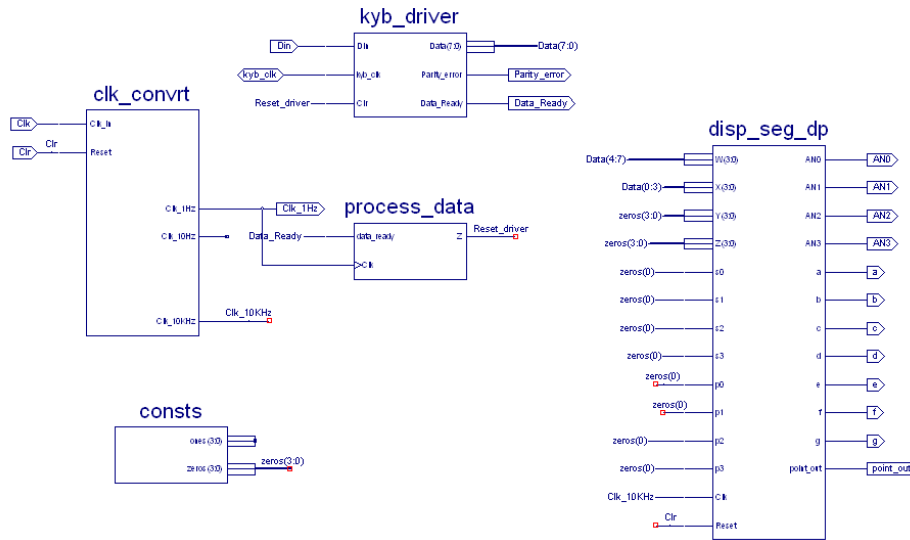 kyb_driver
Din
Din
Data(7:0)
Data(7:0)
kyb_clk
kyb_clk
Parity_error
Parity_error
Reset_driver
Clr
Data_Ready
Data_Ready
clk_convrt
Clk
Clk_In
Clr
Clr
Reset
Clk_1Hz
Clk_1Hz
Clk_10Hz
Clk_10KHz
Clk_10KHz
process_data
Data_Ready
data_ready
Z
Reset_driver
Clk
consts
ones(3:0)
zeros(3:0)
zeros(3:0)
disp_seg_dp
Data(4:7)
W(3:0)
AN0
AN0
Data(0:3)
X(3:0)
AN1
AN1
zeros(3:0)
Y(3:0)
AN2
AN2
zeros(3:0)
Z(3:0)
AN3
AN3
zeros(0)
s0
a
a
zeros(0)
s1
b
b
zeros(0)
s2
c
c
zeros(0)
s3
d
d
zeros(0)
p0
e
e
zeros(0)
p1
f
f
zeros(0)
p2
g
g
zeros(0)
p3
point_out
point_out
Clk_10KHz
Clk
Clr
Reset